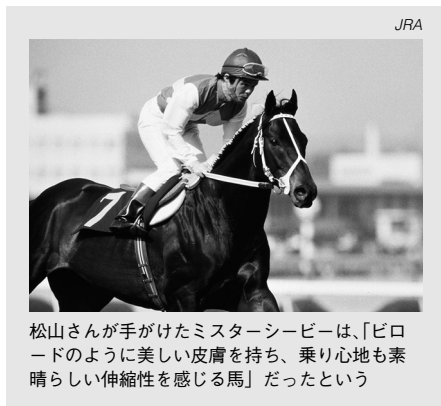 JRA
7
松山さんが手がけたミスターシービーは、「ビロ
ードのように美しい皮膚を持ち、乗り心地も素
晴らしい伸縮性を感じる馬」だったという